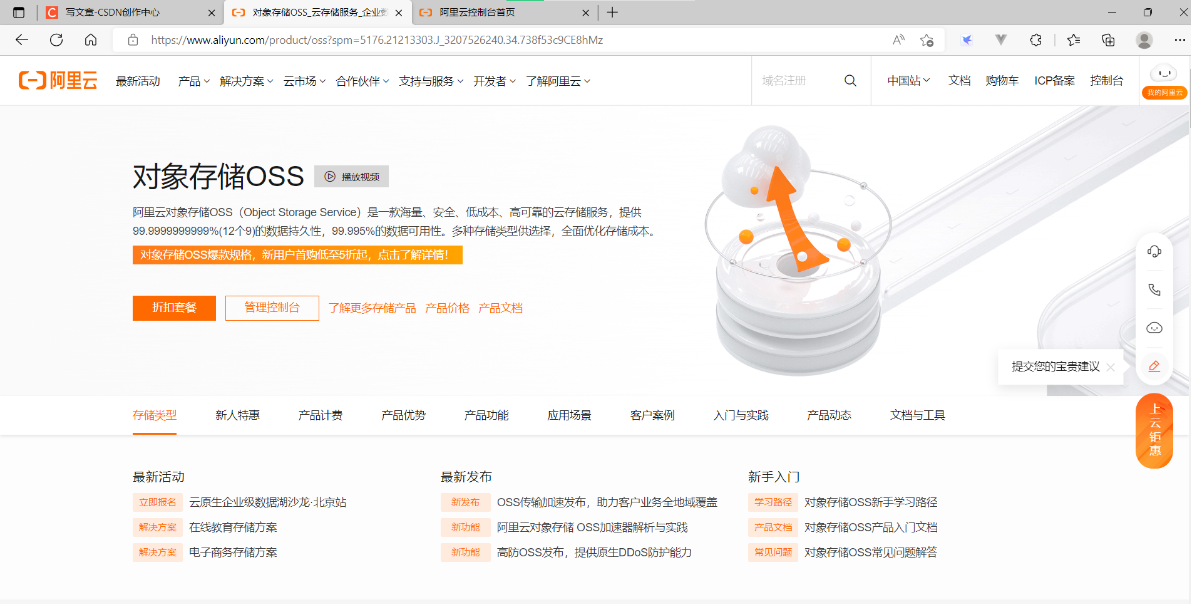 写文章-CSDN创作中心
对象存储OSS_云存储服务_企业
阿里云控制台首页
https://www.aliyun.com/product/oss?spm=5176.21213303.J_3207526240.34.738f53c9CE8hMz
阿里云 最新活动 产品 解决方案 云市场 合作伙伴 支持与服务 开发者 了解阿里云 域名注册 中国站 文档 购物车 ICP备案 控制台
我的阿里云
对象存储OSS 播放视频
阿里云对象存储OSS（Object Storage Service）是一款海量、安全、低成本、高可靠的云存储服务，提供
99.9999999999%(12个9)的数据持久性，99.995%的数据可用性。多种存储类型供选择，全面优化存储成本。
对象存储OSS爆款规格，新用户首购低至5折起，点击了解详情！
折扣套餐 管理控制台 了解更多存储产品 产品价格 产品文档
提交您的宝贵建议
存储类型 新人特惠 产品计费 产品优势 产品功能 应用场景 客户案例 入门与实践 产品动态 文档与工具
上云钜惠
最新活动
立即报名 云原生企业级数据湖沙龙·北京站
解决方案 在线教育存储方案
解决方案 电子商务存储方案
最新发布
新发布 OSS传输加速发布，助力客户业务全地域覆盖
新功能 阿里云对象存储 OSS加速器解析与实践
新功能 高防OSS发布，提供原生DDoS防护能力
新手入门
学习路径 对象存储OSS新手学习路径
产品文档 对象存储OSS产品入门文档
常见问题 对象存储OSS常见问题解答